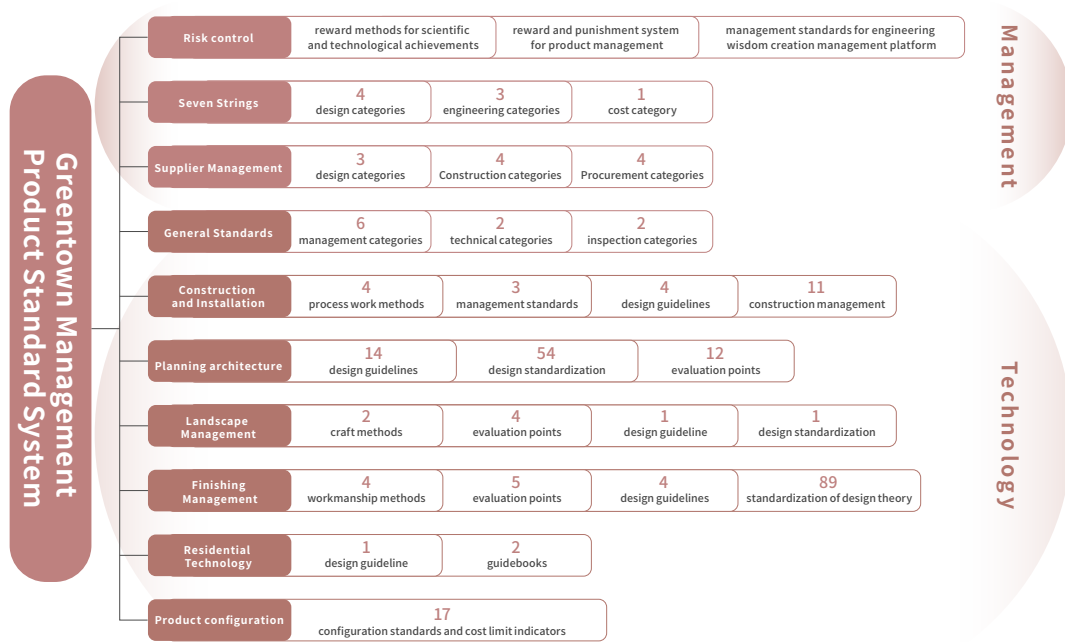 Greentown Management
Product Standard System
Risk control
reward methods for scientific
and technological achievements
reward and punishment system
for product management
management standards for engineering
wisdom creation management platform
Seven Strings
4
design categories
3
engineering categories
1
cost category
Supplier Management
3
design categories
4
Construction categories
4
Procurement categories
General Standards
6
management categories
2
technical categories
2
inspection categories
Construction
and Installation
4
process work methods
3
management standards
4
design guidelines
11
construction management
Planning architecture
14
design guidelines
54
design standardization
12
evaluation points
Landscape
Management
2
craft methods
4
evaluation points
1
design guideline
1
design standardization
Finishing
Management
4
workmanship methods
5
evaluation points
4
design guidelines
89
standardization of design theory
Residential
Technology
1
design guideline
2
guidebooks
Product configuration
17
configuration standards and cost limit indicators
Management
Technology